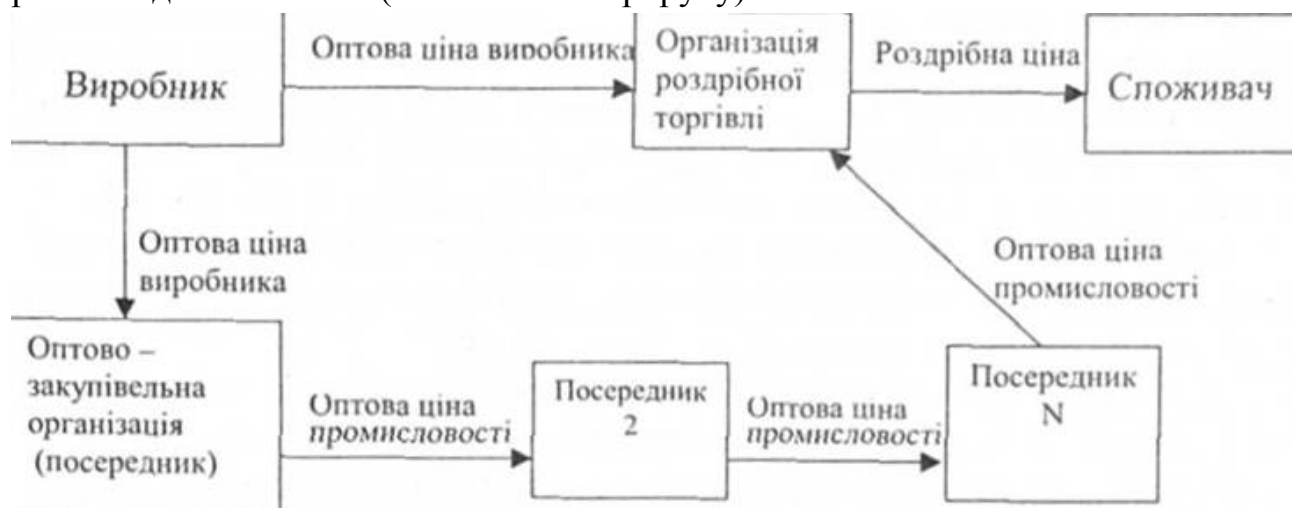 Виробник
Оптова ціна виробника
Організація
роздрібної
торгівлі
Роздрібна ціна
Споживач
Оптова ціна
виробника
Оптова ціна
промисловості
Оптово –
закупівельна
організація
(посередник)
Оптова ціна
промисловості
Посередник
2
Оптова ціна
промисловості
Посередник
N